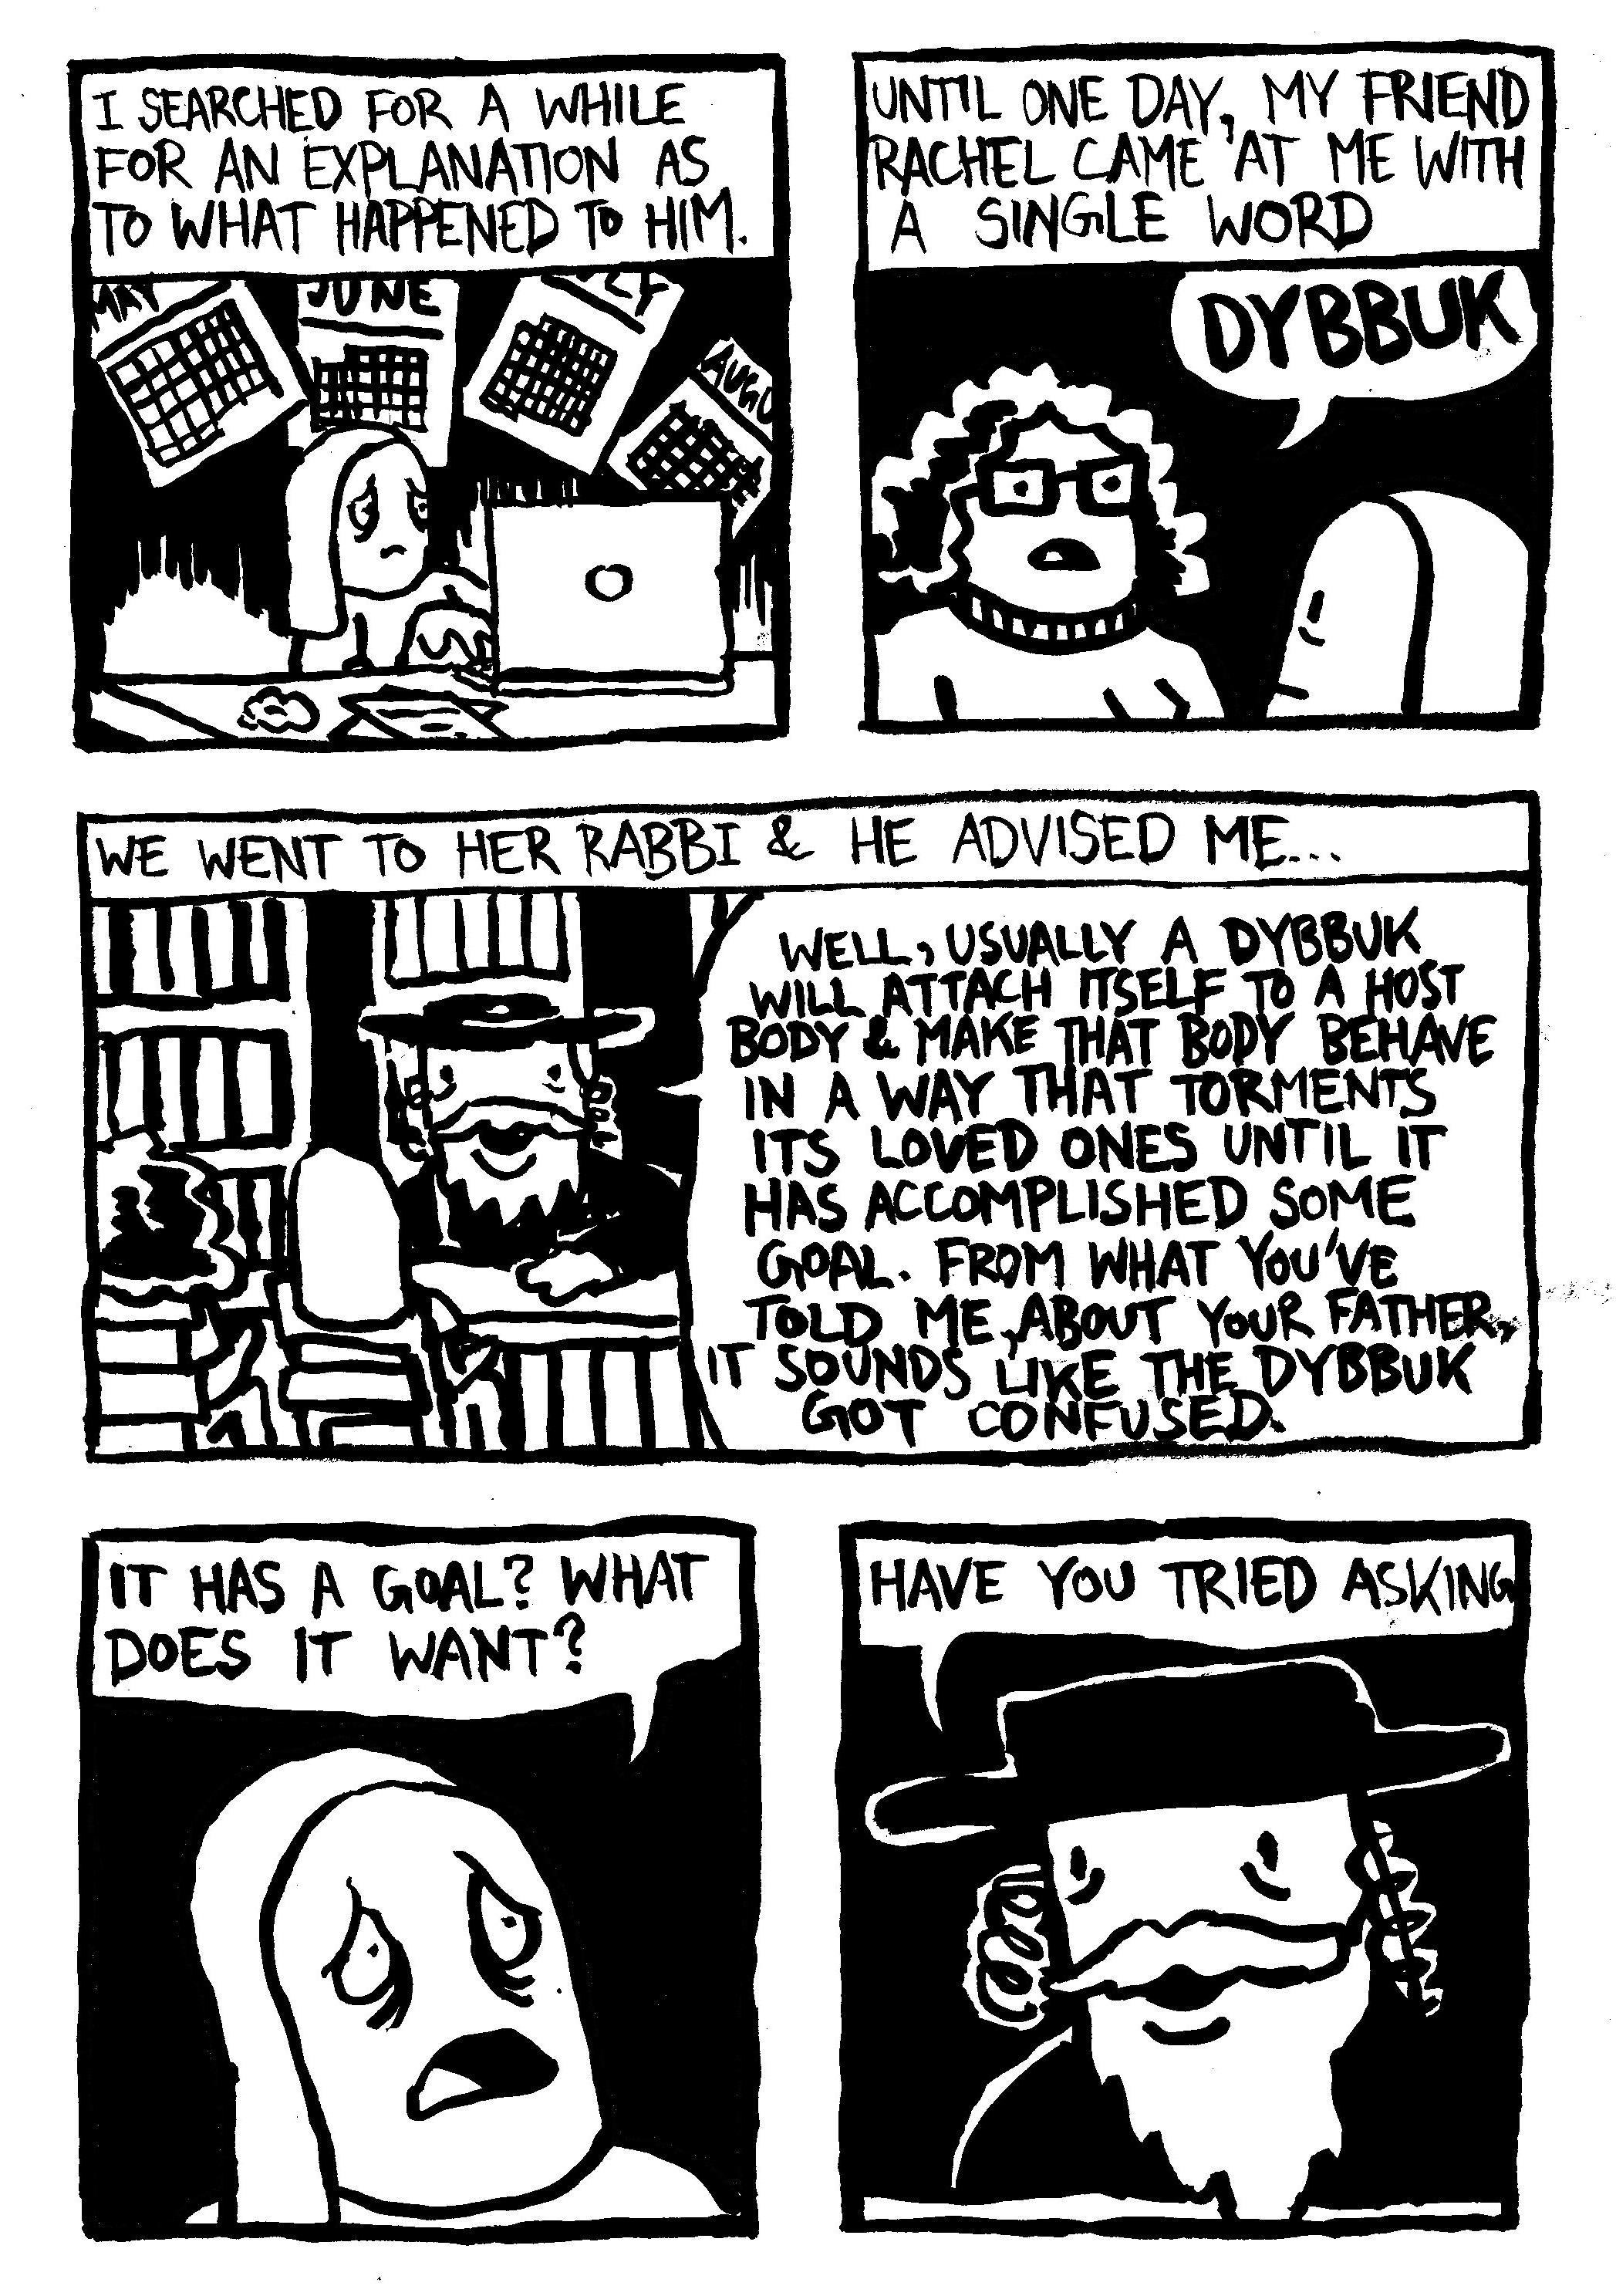 I SEARCHED FOR A WHILE
FOR AN EXPLANATION AS
TO WHAT HAPPENED TO HIM.
MAY
JUNE
AUGU
UNTIL ONE DAY, MY FRIEND
RACHEL CAME AT ME WITH
A SINGLE WORD
DYBBUK
WE WENT TO HER RABBI & HE ADVISED ME...
WELL, USUALLY A DYBBUK
WILL ATTACH ITSELF TO A HOST
BODY & MAKE THAT BODY BEHAVE
IN A WAY THAT TORMENTS
ITS LOVED ONES UNTIL IT
HAS ACCOMPLISHED SOME
GOAL. FROM WHAT YOU'VE
TOLD ME, ABOUT YOUR FATHER,
IT SOUNDS LIKE THE DYBBUK
GOT CONFUSED.
IT HAS A GOAL? WHAT
DOES IT WANT?
HAVE YOU TRIED ASKING